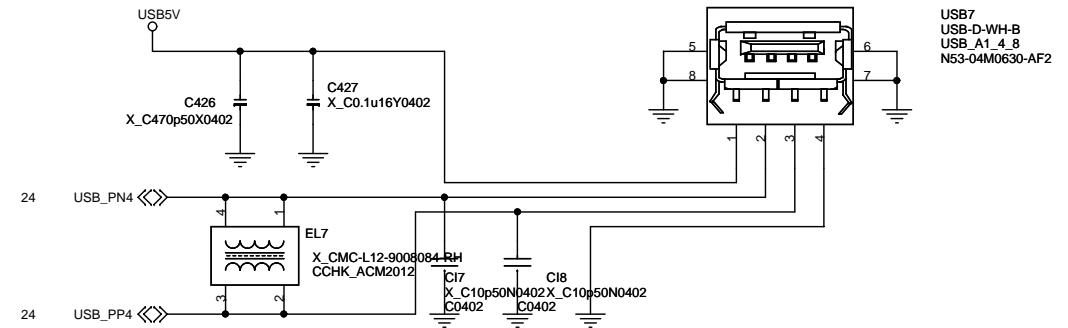 USB5V
USB7
USB-D-WH-B
USB_A1_4_8
N53-04M0630-AF2
5
8
6
7
C426
X_C470p50X0402
C427
X_C0.1u16Y0402
1
2
3
4
24 USB_PN4
4
1
EL7
X_CMC-L12-9008084-RH
CCHK_ACM2012
3
2
CI7
X_C10p50N0402
C0402
CI8
X_C10p50N0402
C0402
24 USB_PP4